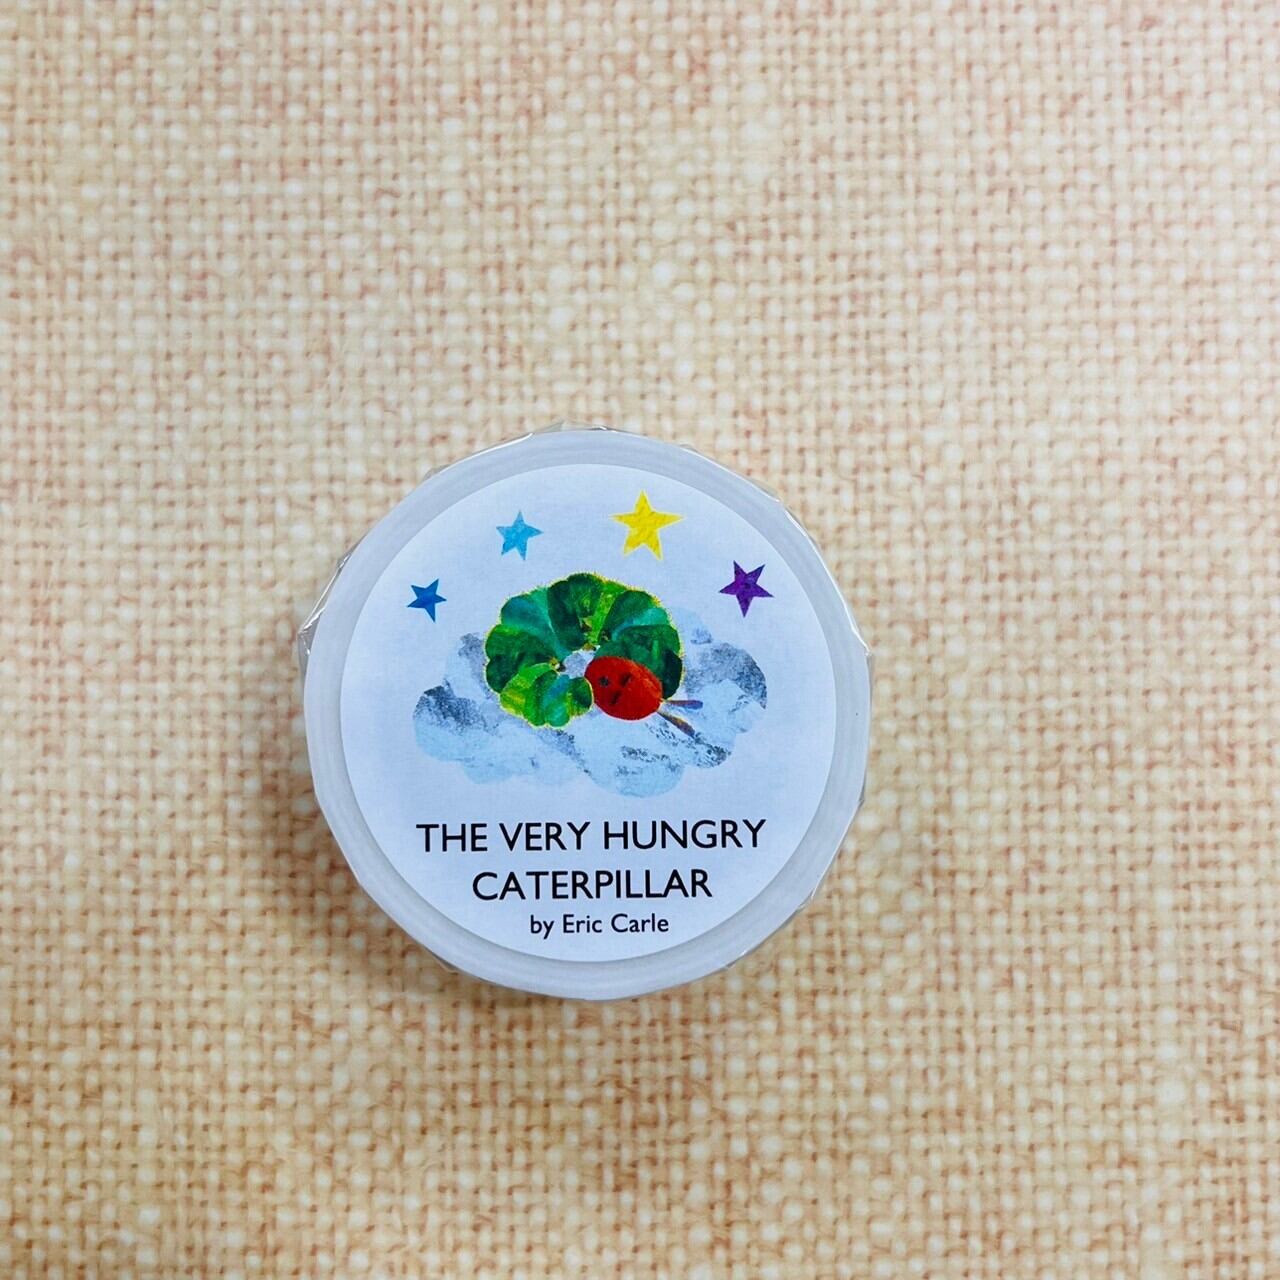 THE VERY HUNGRY
CATERPILLAR
by Eric Carle